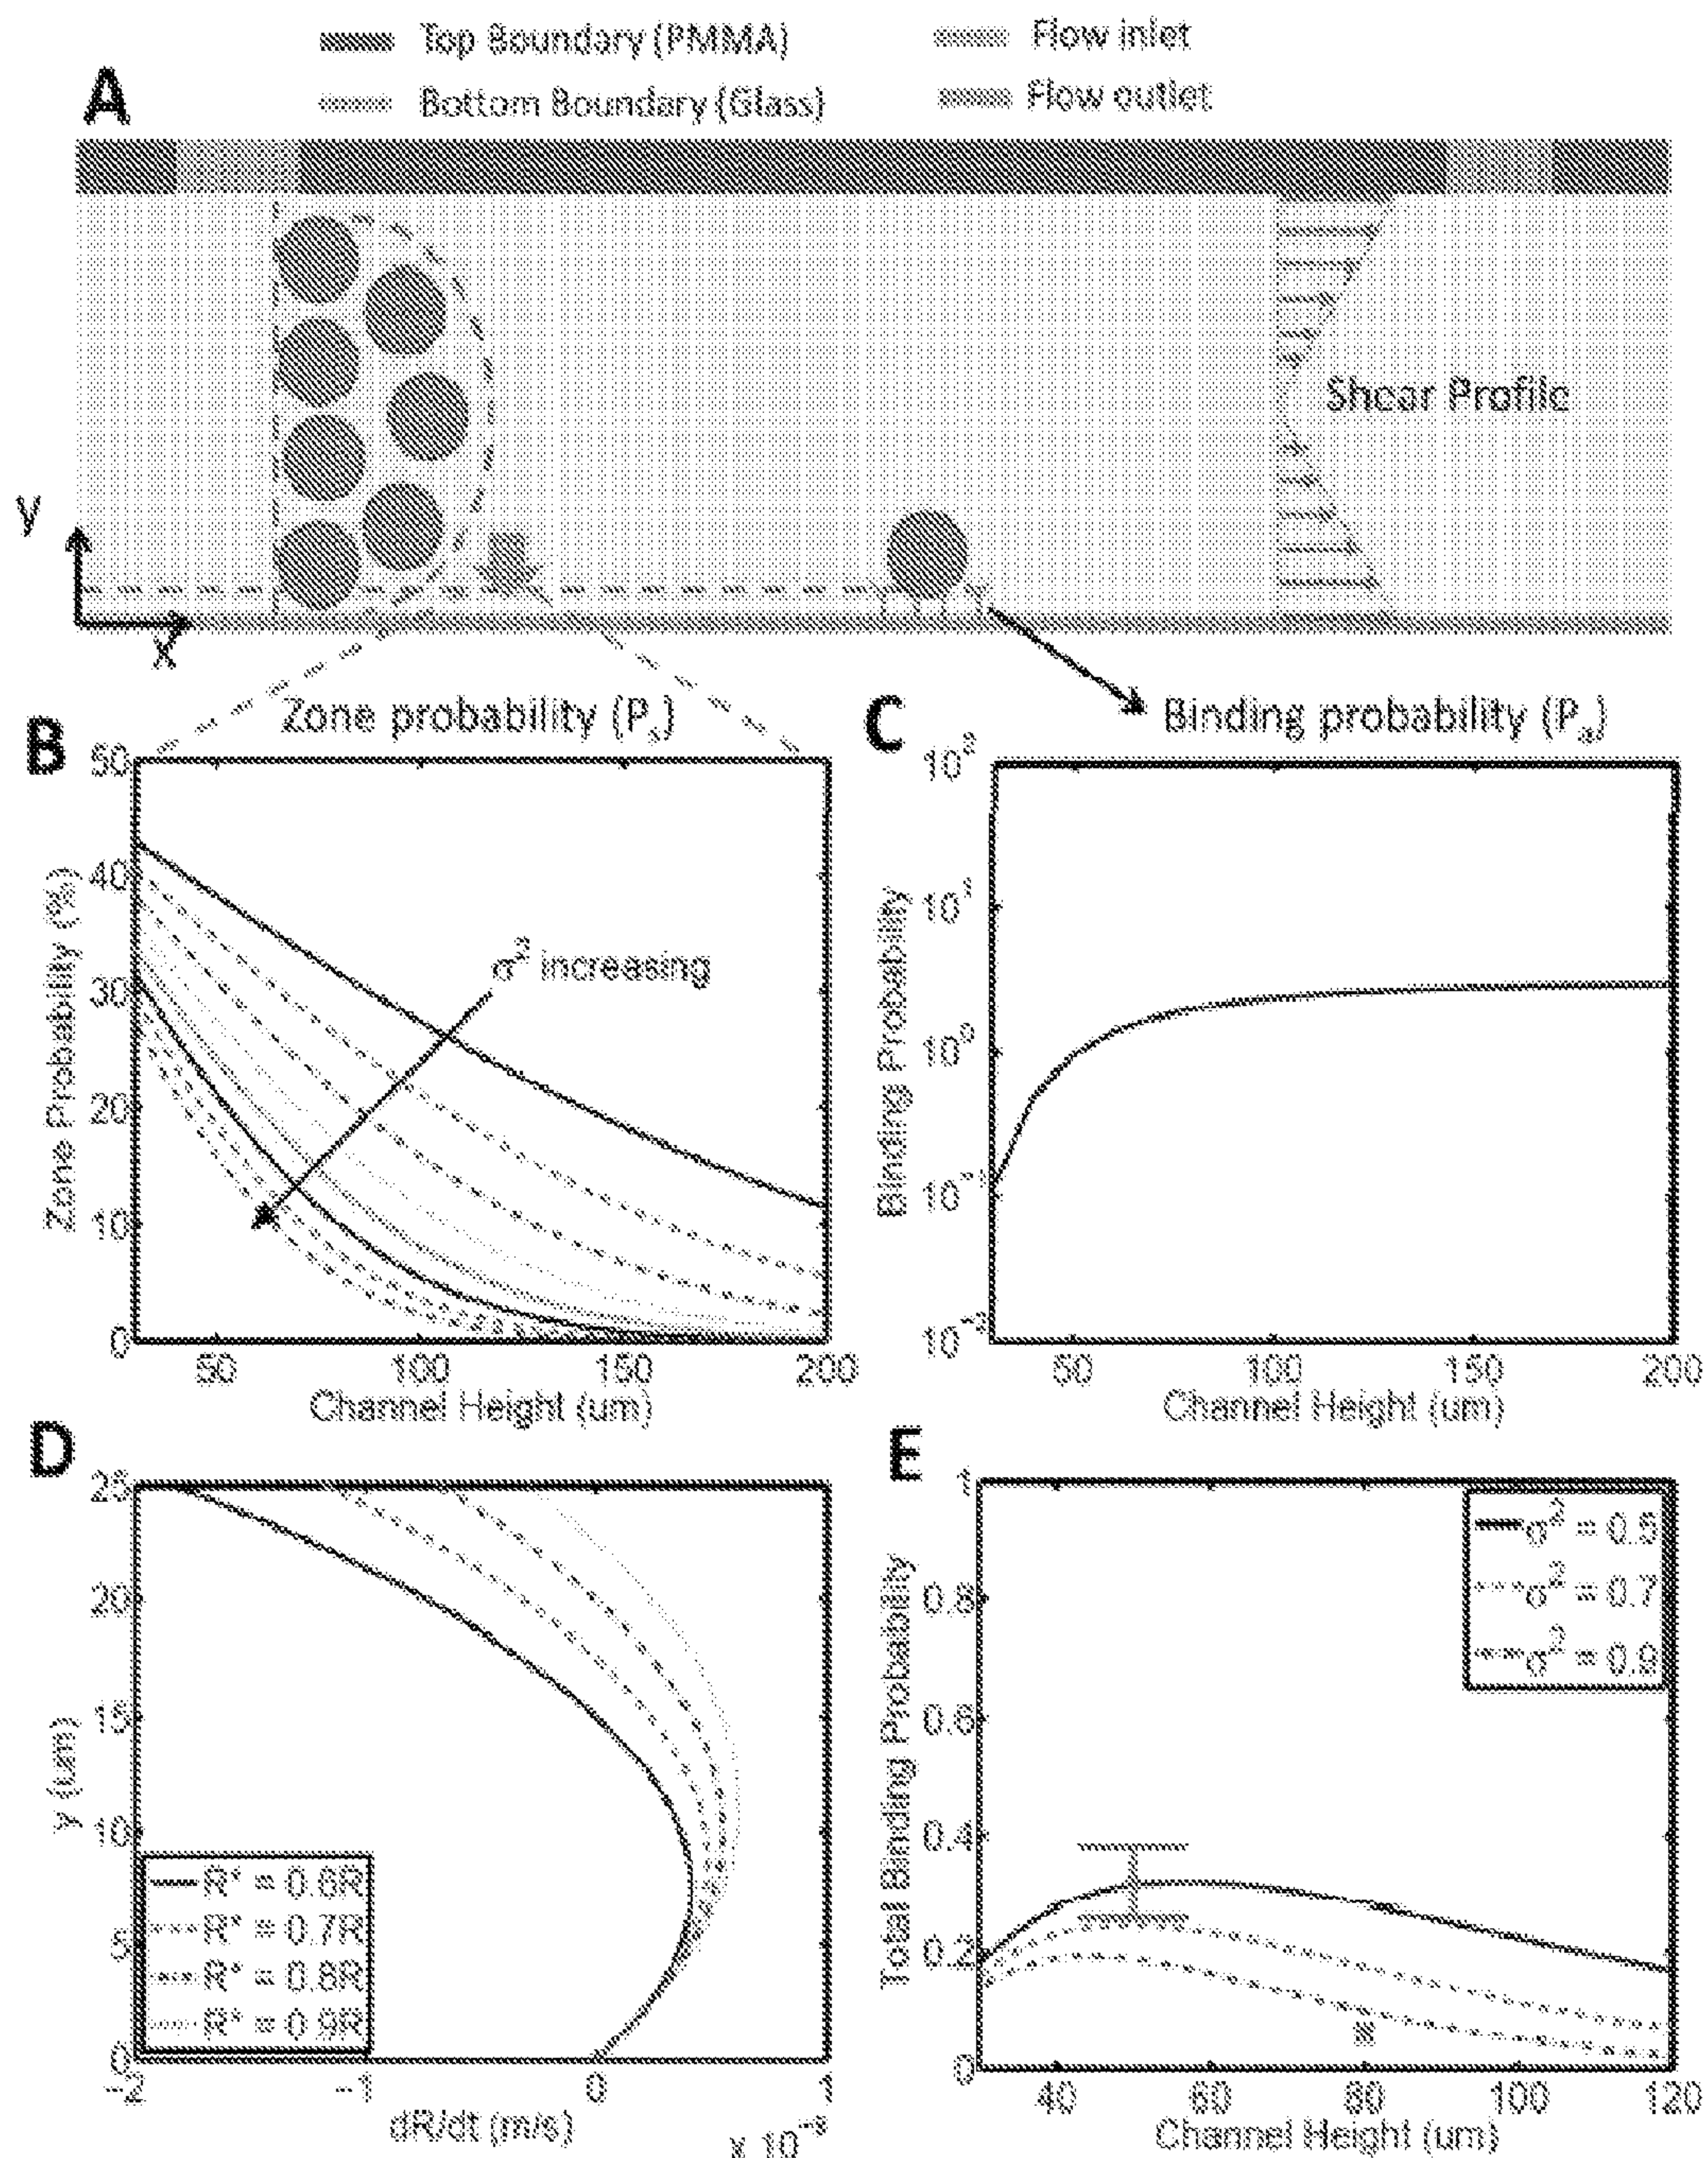 Top Boundary (PMMA)
Flow inlet
Bottom Boundary (Glass)
Flow outlet
A
Shear Profile
y
x
B
Zone probability (Ps)
50
40
30
20
10
0
Zone Probability (%)
σ² increasing
50 100 150 200
Channel Height (um)
C
Binding probability (Pa)
10²
10¹
10⁰
Binding Probability
50 100 150 200
Channel Height (um)
D
25
20
15
10
5
0
y (um)
R* = 0.6R
R* = 0.7R
R* = 0.8R
R* = 0.9R
-2 -1 0 1
dR/dt (m/s)
E
1
0.8
0.6
0.4
0.2
0
Total Binding Probability
σ² = 0.5
σ² = 0.7
σ² = 0.9
40 60 80 100 120
Channel Height (um)